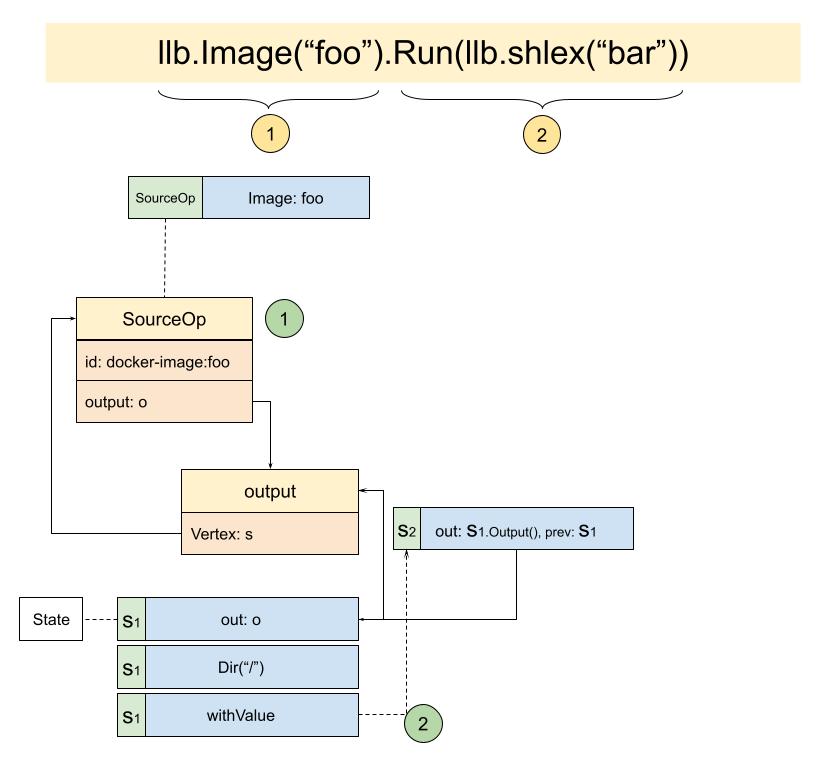 llb.Image(“foo”).Run(llb.shlex(“bar”))
1
2
SourceOp
Image: foo
SourceOp
1
id: docker-image:foo
output: o
output
Vertex: s
S2
out: S1.Output(), prev: S1
State
S1
out: o
S1
Dir(“/”)
S1
withValue
2